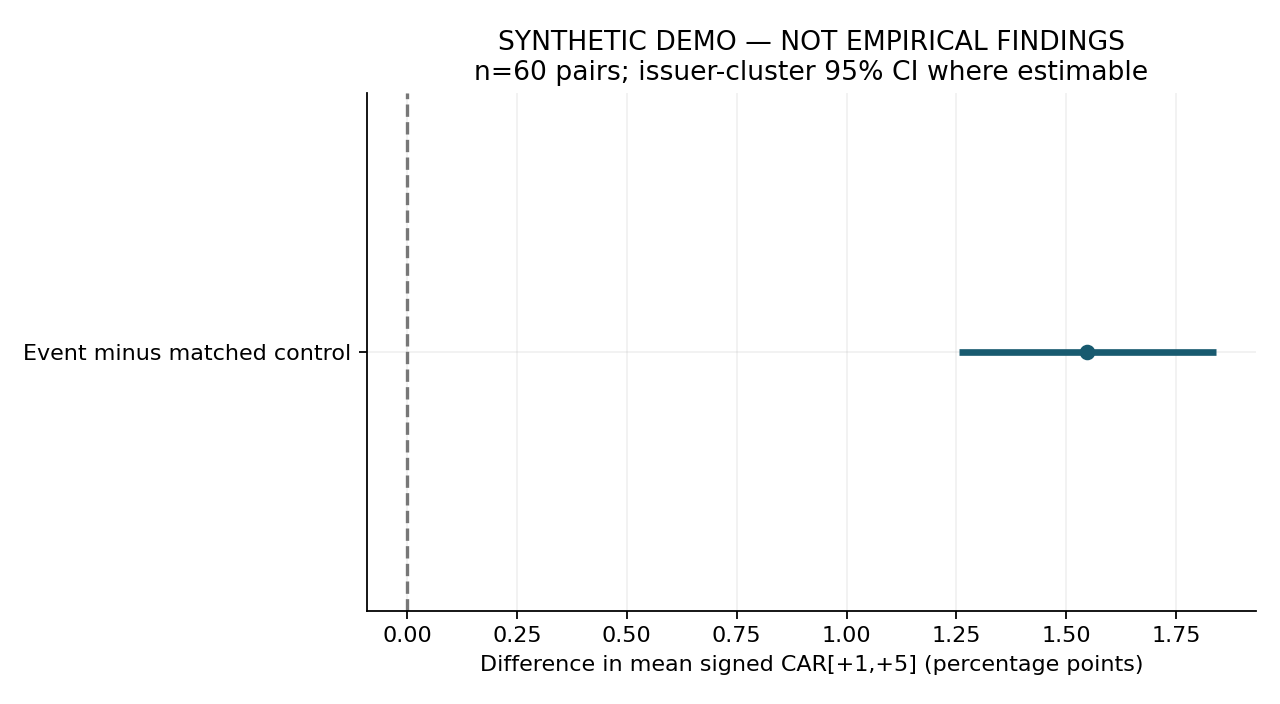 SYNTHETIC DEMO — NOT EMPIRICAL FINDINGS
n=60 pairs; issuer-cluster 95% CI where estimable
Event minus matched control
0.00 0.25 0.50 0.75 1.00 1.25 1.50 1.75
Difference in mean signed CAR[+1,+5] (percentage points)